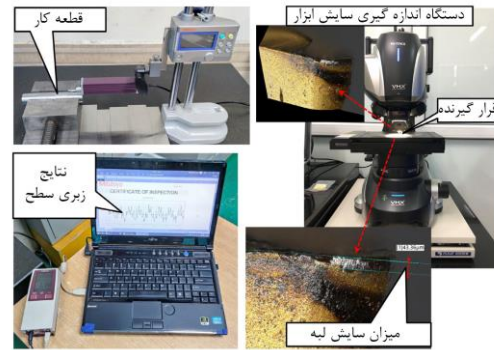 قطعه کار
دستگاه اندازه گیری سایش ابزار
ابزار گیرنده
نتایج
زبری سطح
CERTIFICATE OF INSPECTION
میزان سایش لبه